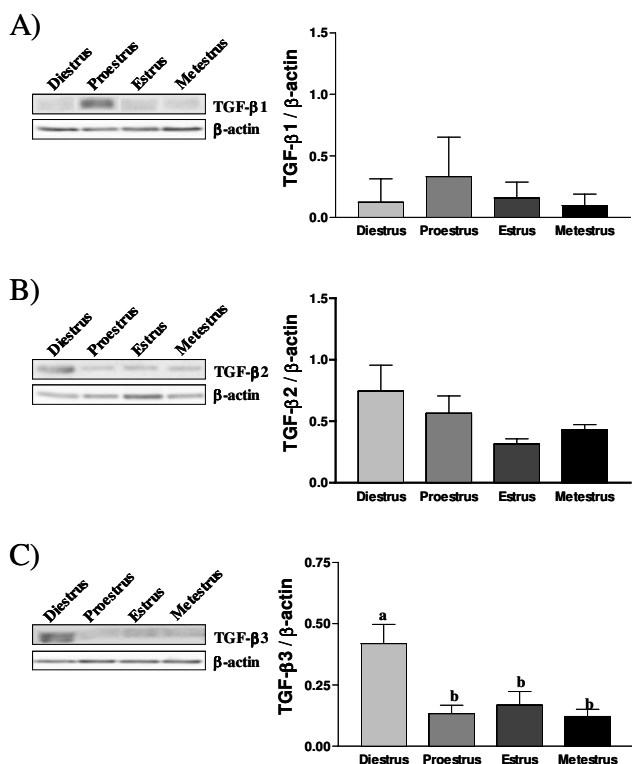 A)
Diestrus
Proestrus
Estrus
Metestrus
TGF-β1
β-actin
TGF-β1 / β-actin
1.5
1.0
0.5
0.0
Diestrus Proestrus Estrus Metestrus
B)
Diestrus
Proestrus
Estrus
Metestrus
TGF-β2
β-actin
TGF-β2 / β-actin
1.5
1.0
0.5
0.0
Diestrus Proestrus Estrus Metestrus
C)
Diestrus
Proestrus
Estrus
Metestrus
TGF-β3
β-actin
TGF-β3 / β-actin
0.75
0.50
0.25
0.00
a
b
b
b
Diestrus Proestrus Estrus Metestrus